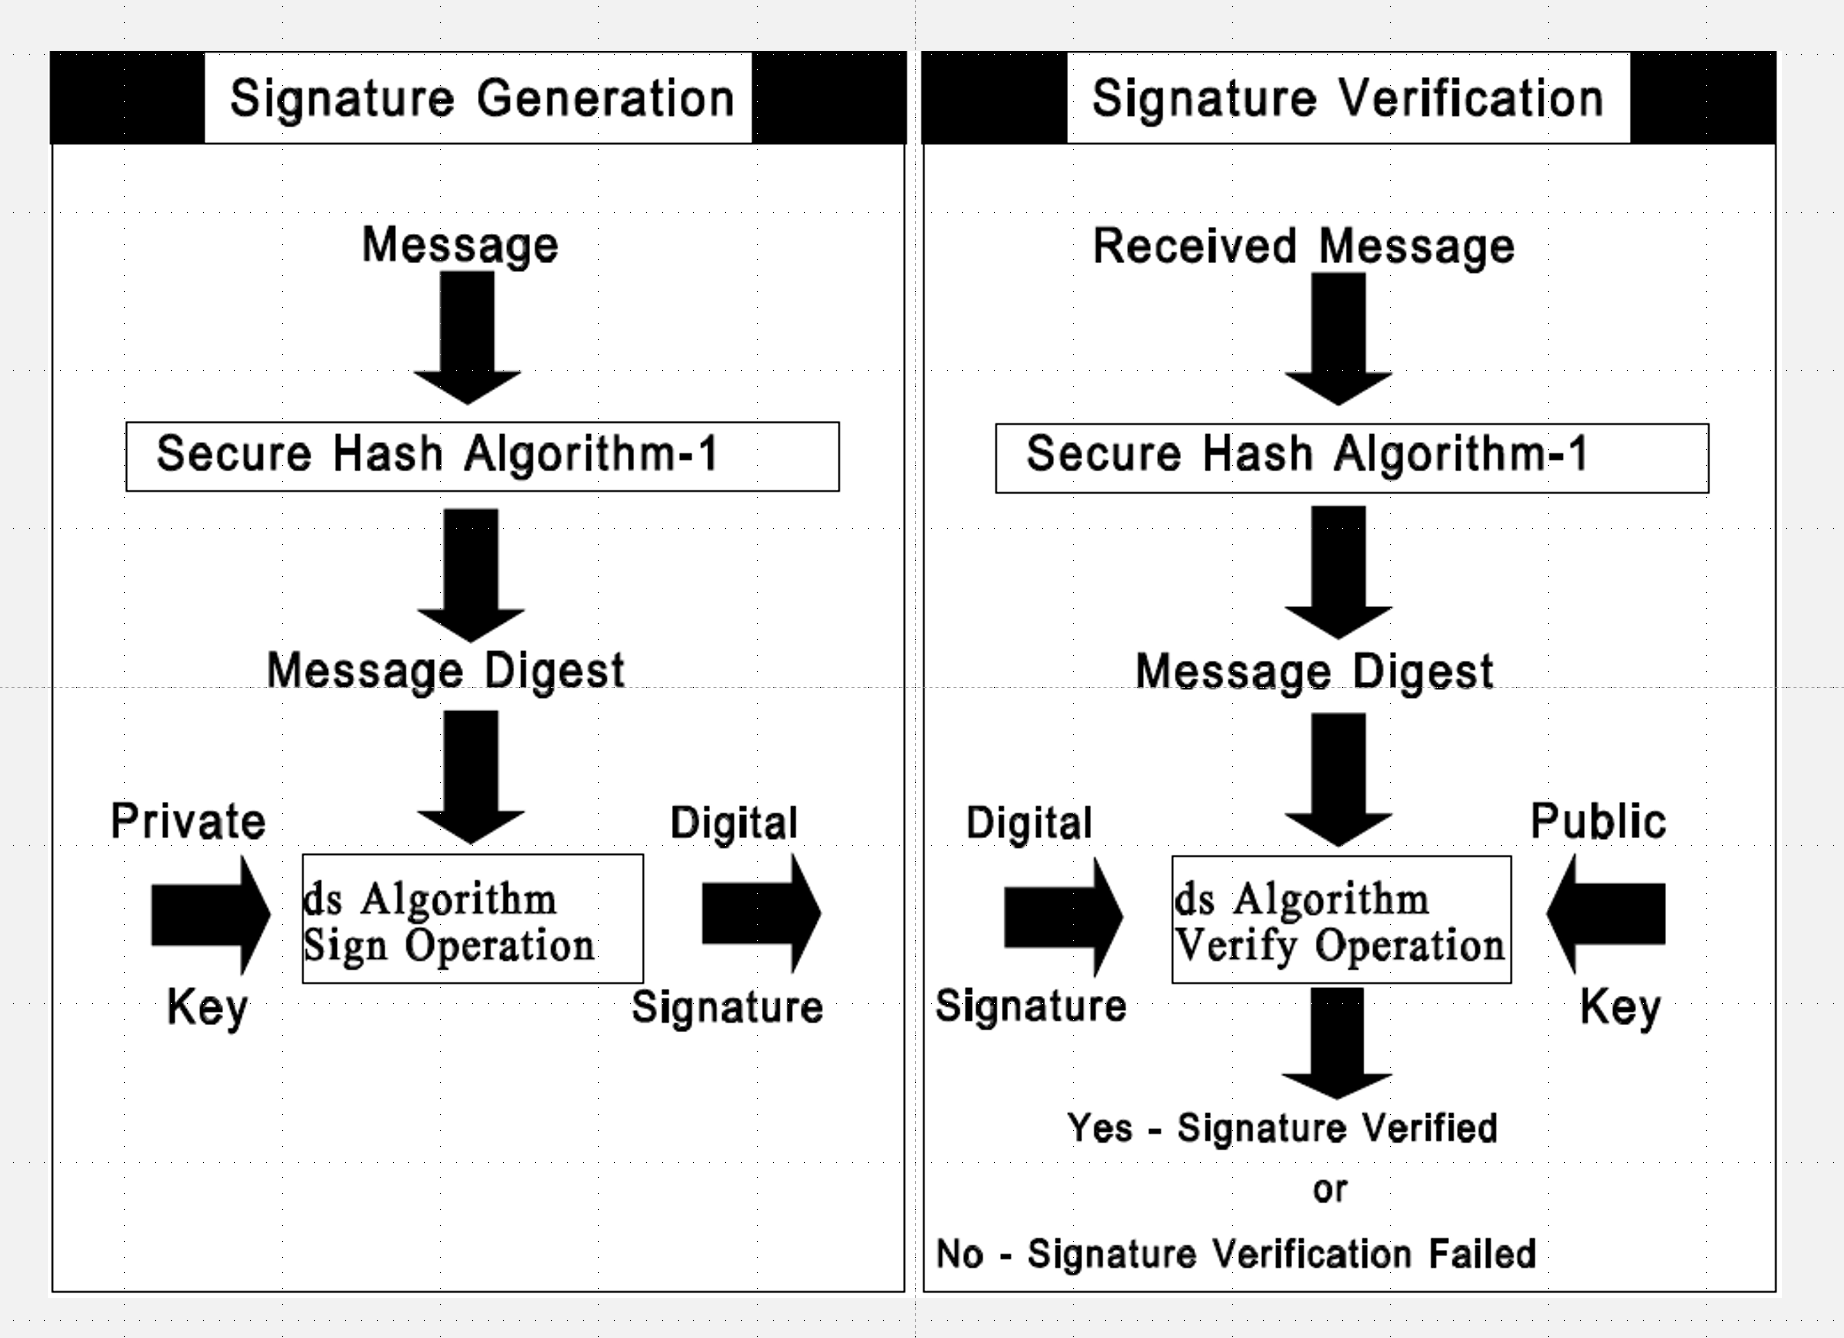 Signature Generation
Message
Secure Hash Algorithm-1
Message Digest
Private
Key
ds Algorithm
Sign Operation
Digital
Signature
Signature Verification
Received Message
Secure Hash Algorithm-1
Message Digest
Digital
Signature
ds Algorithm
Verify Operation
Public
Key
Yes - Signature Verified
or
No - Signature Verification Failed